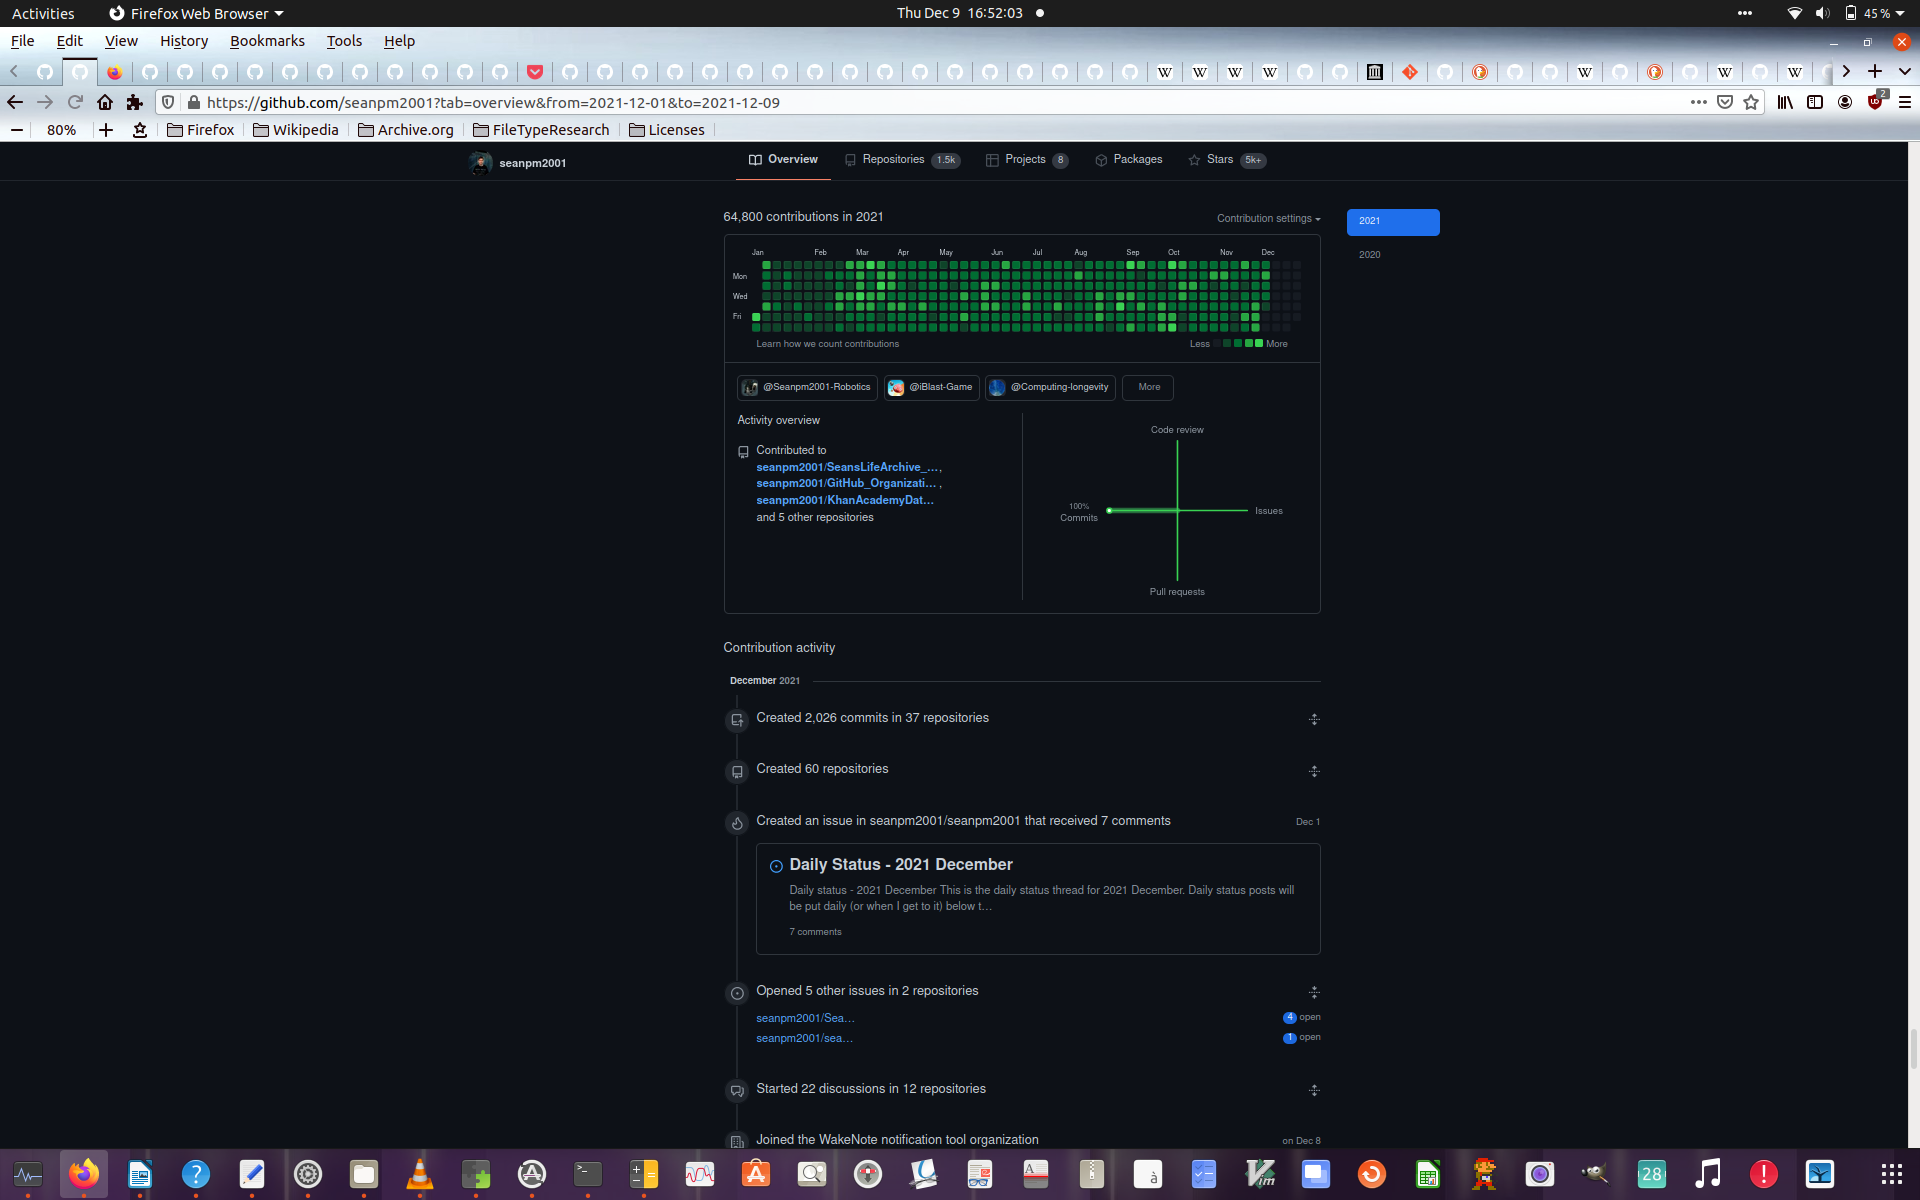 Activities Firefox Web Browser Thu Dec 9 16:52:03 45 %
File Edit View History Bookmarks Tools Help
https://github.com/seanpm2001?tab=overview&from=2021-12-01&to=2021-12-09 2
80% Firefox Wikipedia Archive.org FileTypeResearch Licenses
seanpm2001 Overview Repositories 1.5k Projects 8 Packages Stars 5k+
64,800 contributions in 2021 Contribution settings 2021
2020
Jan Feb Mar Apr May Jun Jul Aug Sep Oct Nov Dec
Mon
Wed
Fri
Learn how we count contributions Less More
@Seanpm2001-Robotics @iBlast-Game @Computing-longevity More
Activity overview
Contributed to
seanpm2001/SeansLifeArchive_…,
seanpm2001/GitHub_Organizati… ,
seanpm2001/KhanAcademyDat…
and 5 other repositories
Code review
100%
Commits
Issues
Pull requests
Contribution activity
December 2021
Created 2,026 commits in 37 repositories
Created 60 repositories
Created an issue in seanpm2001/seanpm2001 that received 7 comments Dec 1
Daily Status - 2021 December
Daily status - 2021 December This is the daily status thread for 2021 December. Daily status posts will
be put daily (or when I get to it) below t…
7 comments
Opened 5 other issues in 2 repositories
seanpm2001/Sea… 4 open
seanpm2001/sea… 1 open
Started 22 discussions in 12 repositories
Joined the WakeNote notification tool organization on Dec 8
28